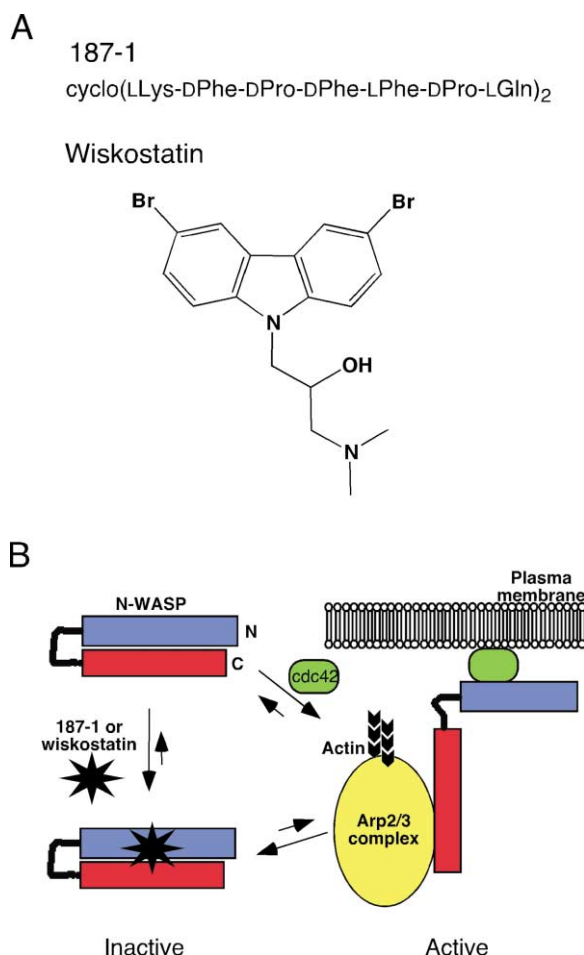 A
187-1
cyclo(LLys-DPhe-DPro-DPhe-LPhe-DPro-LGln)2
Wiskostatin
Br
Br
N
OH
N
B
Plasma
membrane
N-WASP
N
C
cdc42
187-1 or
wiskostatin
Actin
Arp2/3
complex
Inactive
Active